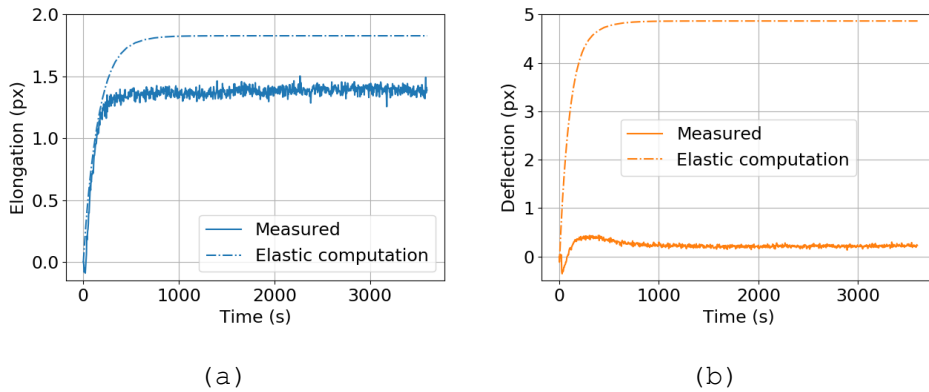 2.0
1.5
1.0
0.5
0.0
Elongation (px)
Measured
Elastic computation
0 1000 2000 3000
Time (s)
(a)
5
4
3
2
1
0
Deflection (px)
Measured
Elastic computation
0 1000 2000 3000
Time (s)
(b)